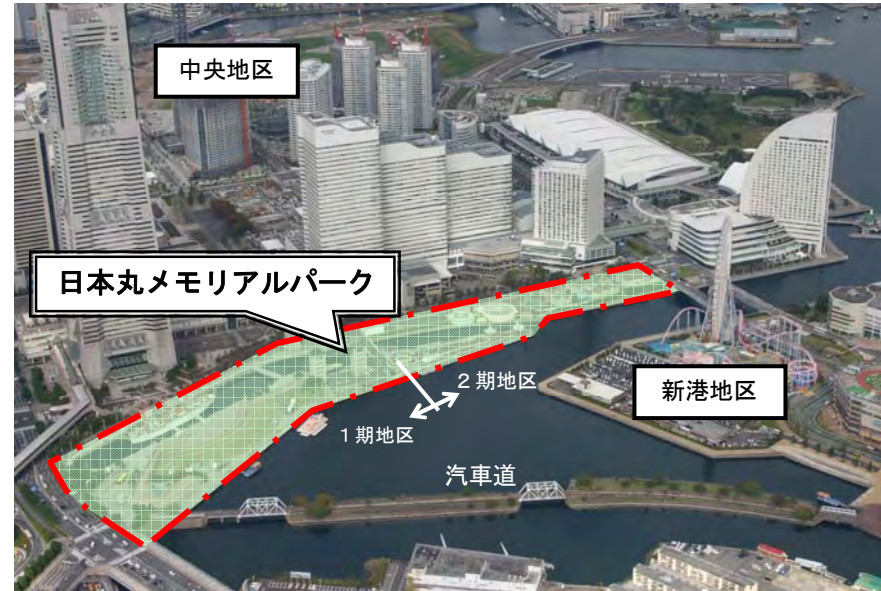 中央地区
日本丸メモリアルパーク
２期地区
新港地区
１期地区
汽車道